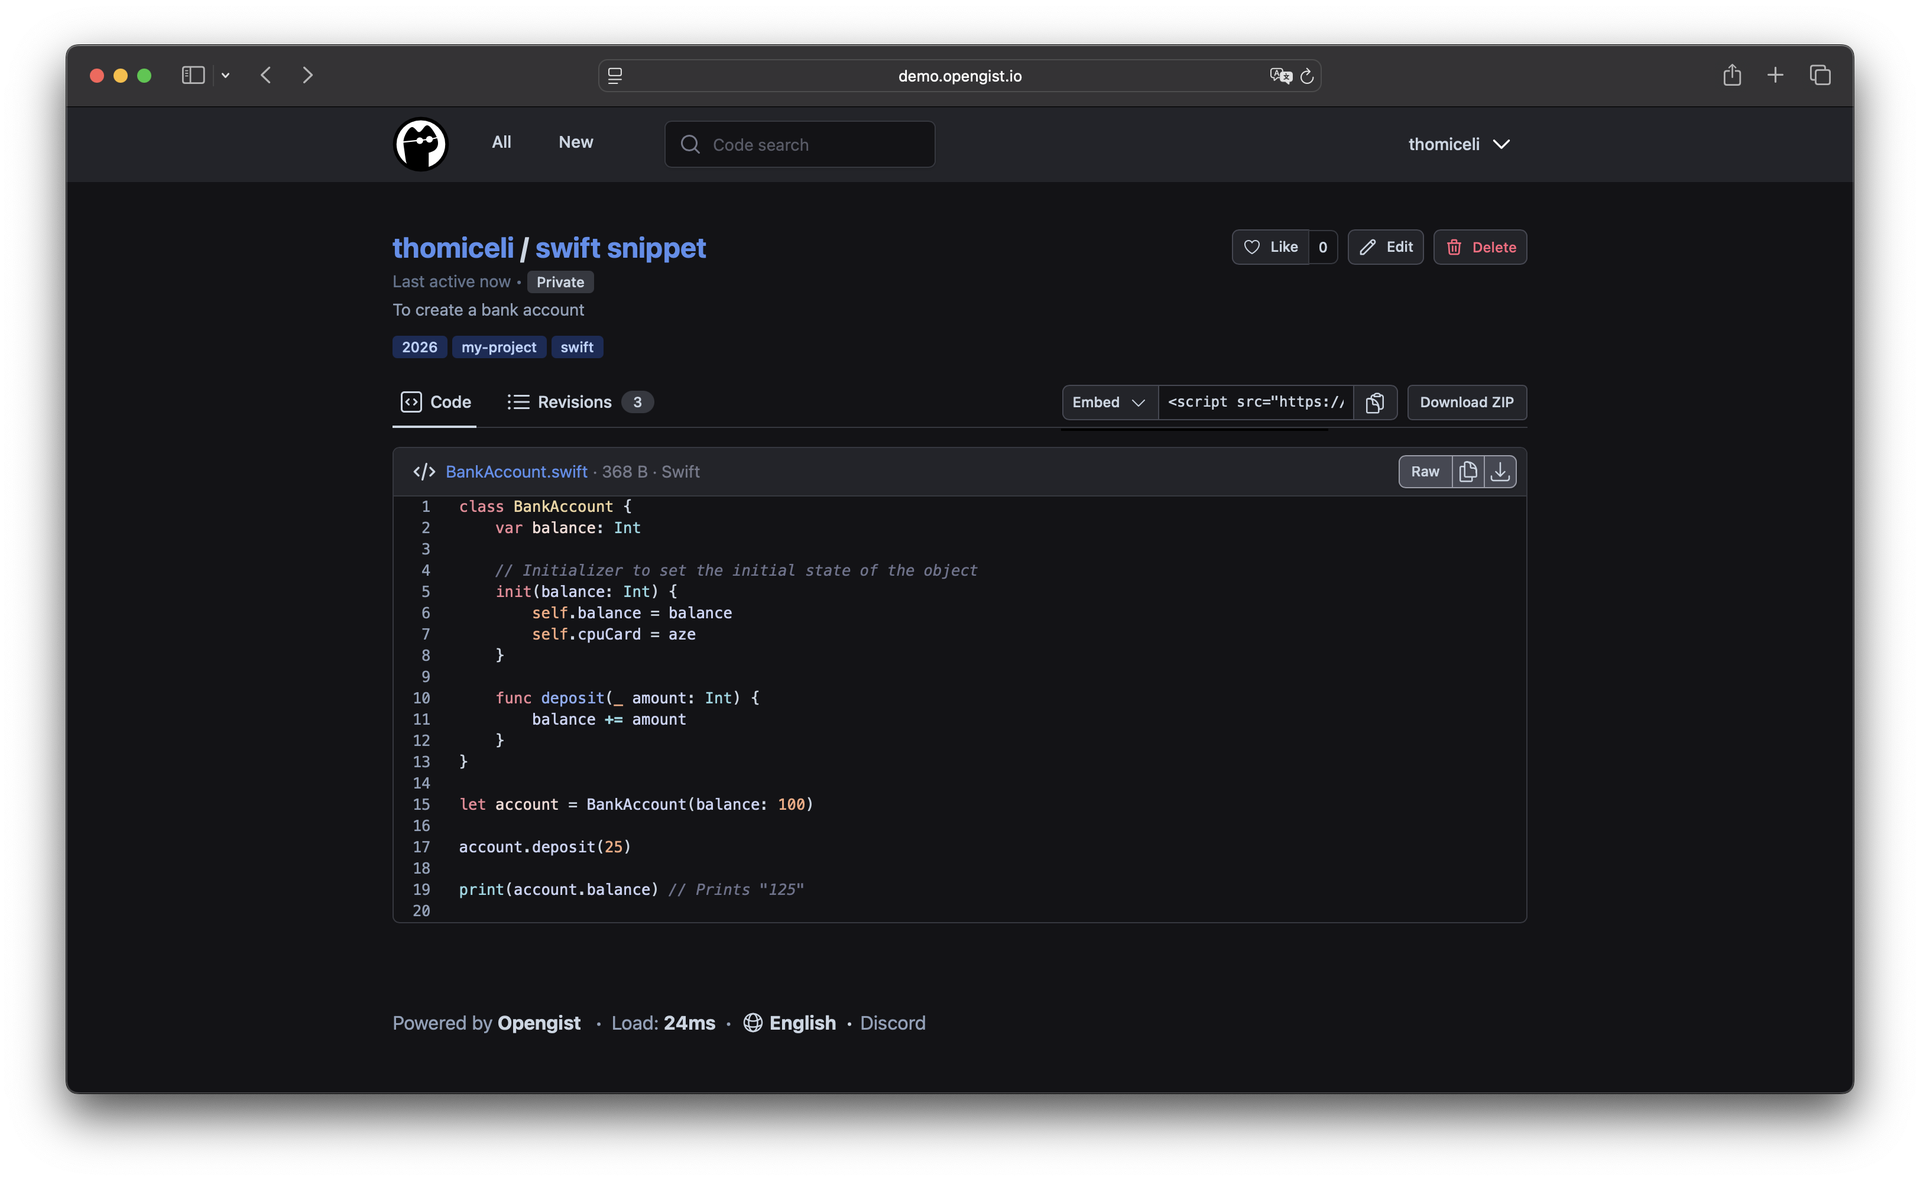 demo.opengist.io
All New Code search thomiceli
thomiceli / swift snippet
Like 0 Edit Delete
Last active now • Private
To create a bank account
2026 my-project swift
Code Revisions 3
Embed <script src="https:/, Download ZIP
BankAccount.swift · 368 B · Swift
Raw
1 class BankAccount {
2     var balance: Int
3
4     // Initializer to set the initial state of the object
5     init(balance: Int) {
6         self.balance = balance
7         self.cpuCard = aze
8     }
9
10     func deposit(_ amount: Int) {
11         balance += amount
12     }
13 }
14
15 let account = BankAccount(balance: 100)
16
17 account.deposit(25)
18
19 print(account.balance) // Prints "125"
20
Powered by Opengist · Load: 24ms · English · Discord